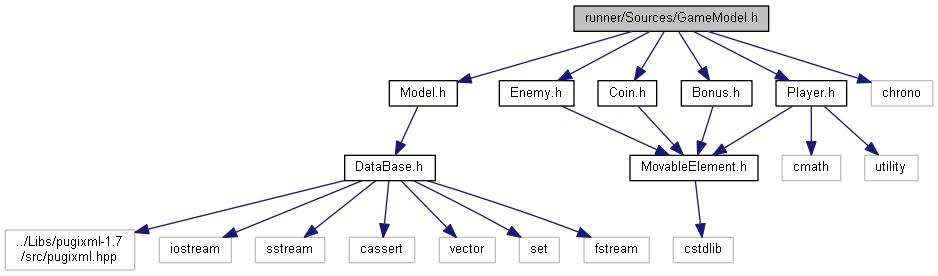 runner/Sources/GameModel.h
Model.h
Enemy.h
Coin.h
Bonus.h
Player.h
chrono
DataBase.h
MovableElement.h
cmath
utility
../Libs/pugixml-1.7
/src/pugixml.hpp
iostream
sstream
cassert
vector
set
fstream
cstdlib